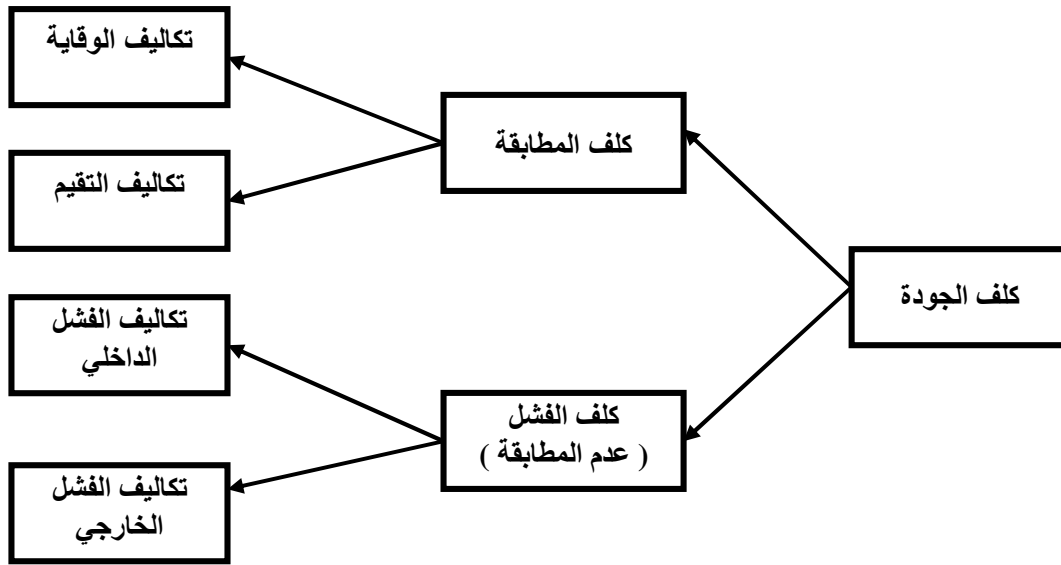 كلف الجودة
كلف المطابقة
تكاليف الوقاية
تكاليف التقيم
كلف الفشل
( عدم المطابقة )
تكاليف الفشل
الداخلي
تكاليف الفشل
الخارجي